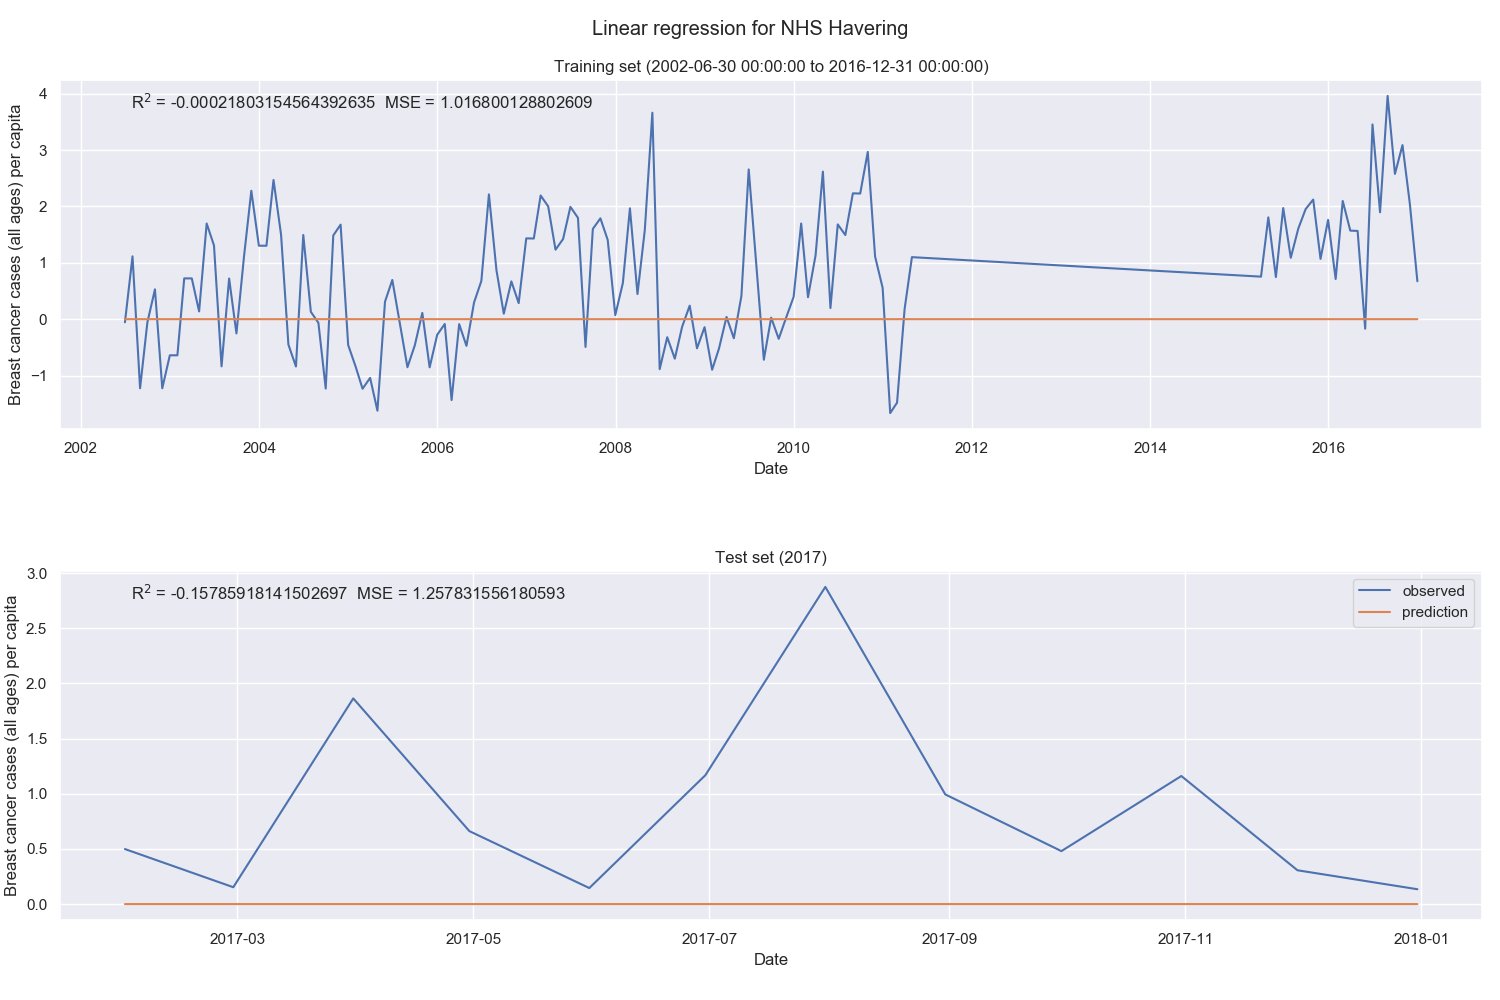 Linear regression for NHS Havering
Training set (2002-06-30 00:00:00 to 2016-12-31 00:00:00)
R² = -0.00021803154564392635 MSE = 1.016800128802609
Breast cancer cases (all ages) per capita
4
3
2
1
0
−1
2002
2004
2006
2008
2010
2012
2014
2016
Date
Test set (2017)
R² = -0.15785918141502697 MSE = 1.257831556180593
observed
prediction
Breast cancer cases (all ages) per capita
3.0
2.5
2.0
1.5
1.0
0.5
0.0
2017-03
2017-05
2017-07
2017-09
2017-11
2018-01
Date